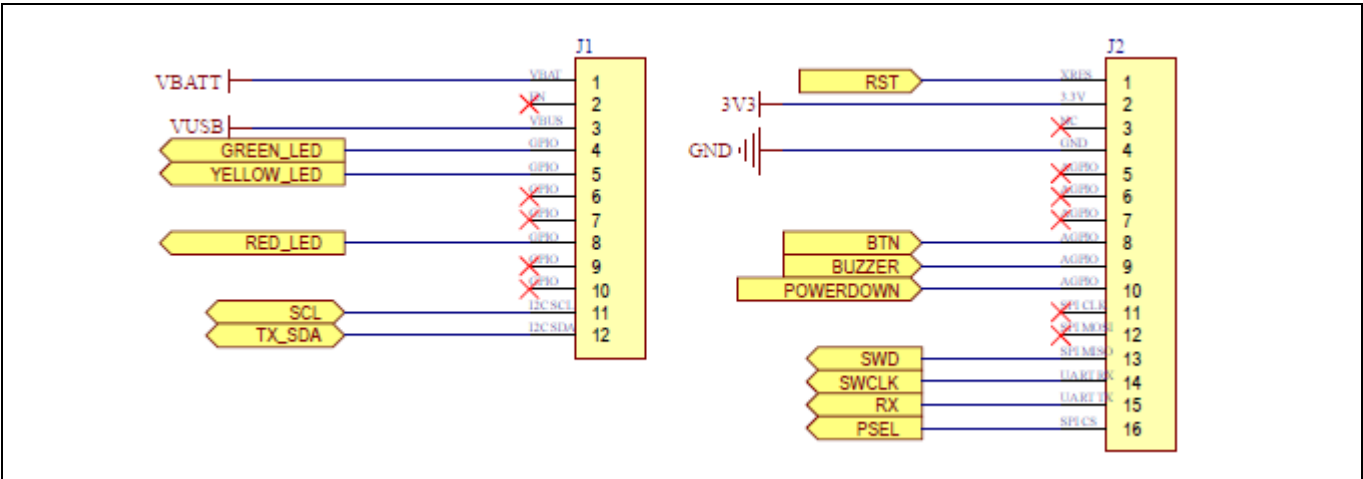 J1
VBATT VBAT 1
EN 2
VUSB VBUS 3
GREEN_LED GPIO 4
YELLOW_LED GPIO 5
GPIO 6
GPIO 7
RED_LED GPIO 8
GPIO 9
GPIO 10
SCL I2C SCL 11
TX_SDA I2C SDA 12
J2
RST XRES 1
3V3 3.3V 2
NC 3
GND GND 4
AGPIO 5
AGPIO 6
AGPIO 7
BTN AGPIO 8
BUZZER AGPIO 9
POWERDOWN AGPIO 10
SPI CLK 11
SPI MOSI 12
SWD SPI MISO 13
SWCLK UART RX 14
RX UART TX 15
PSEL SPI CS 16